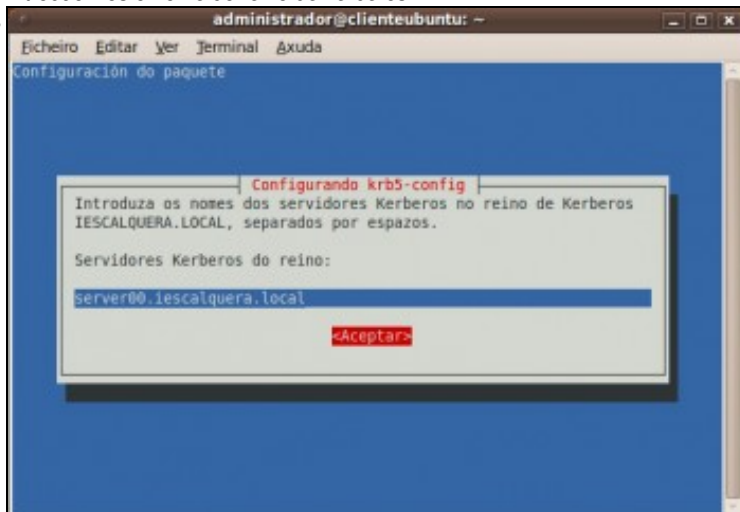 administrador@clienteubuntu: ~
Ficheiro Editar Ver Terminal Axuda
Configuración do paquete
Configurando krb5-config
Introduza os nomes dos servidores Kerberos no reino de Kerberos
IESCALQUERA.LOCAL, separados por espazos.
Servidores Kerberos do reino:
server00.iescalquera.local
<Aceptar>